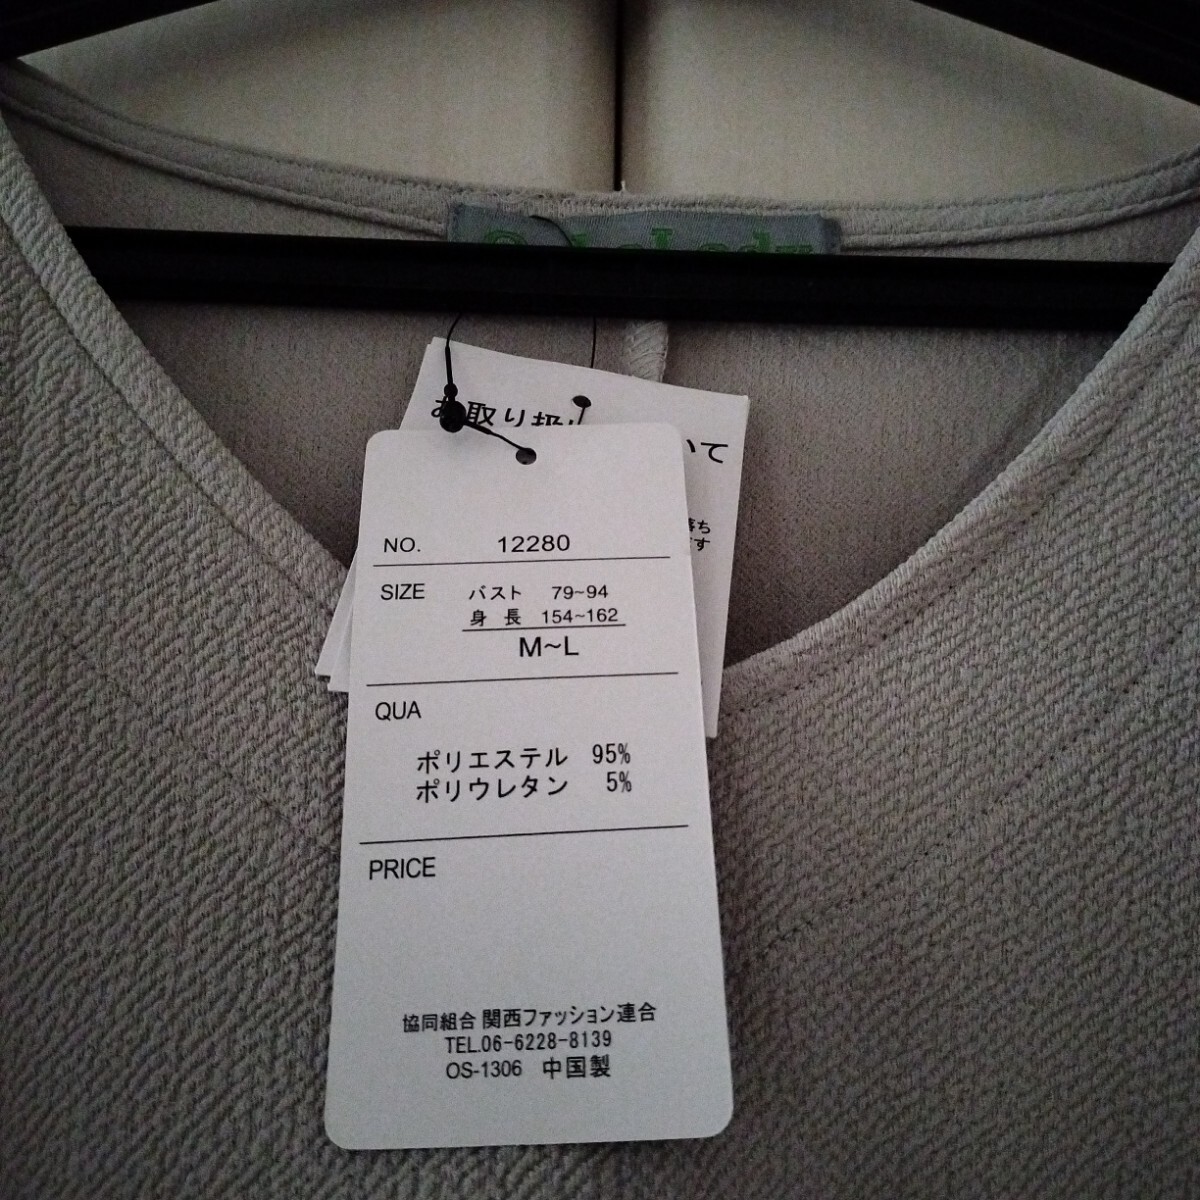 お取り扱い
いて
落ち
す
NO. 12280
SIZE バスト 79~94
身長 154~162
M~L
QUA
ポリエステル 95%
ポリウレタン 5%
PRICE
協同組合 関西ファッション連合
TEL.06-6228-8139
OS-1306 中国製